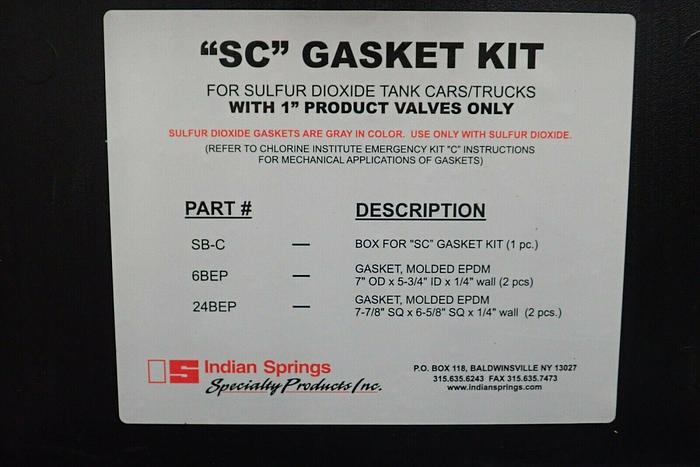 "SC" GASKET KIT
FOR SULFUR DIOXIDE TANK CARS/TRUCKS
WITH 1" PRODUCT VALVES ONLY
SULFUR DIOXIDE GASKETS ARE GRAY IN COLOR. USE ONLY WITH SULFUR DIOXIDE.
(REFER TO CHLORINE INSTITUTE EMERGENCY KIT "C" INSTRUCTIONS
FOR MECHANICAL APPLICATIONS OF GASKETS)
PART # DESCRIPTION
SB-C — BOX FOR "SC" GASKET KIT (1 pc.)
6BEP — GASKET, MOLDED EPDM
7" OD x 5-3/4" ID x 1/4" wall (2 pcs)
24BEP — GASKET, MOLDED EPDM
7-7/8" SQ x 6-5/8" SQ x 1/4" wall (2 pcs.)
S Indian Springs
Specialty Products Inc.
P.O. BOX 118, BALDWINSVILLE NY 13027
315.635.6243 FAX 315.635.7473
www.indiansprings.com